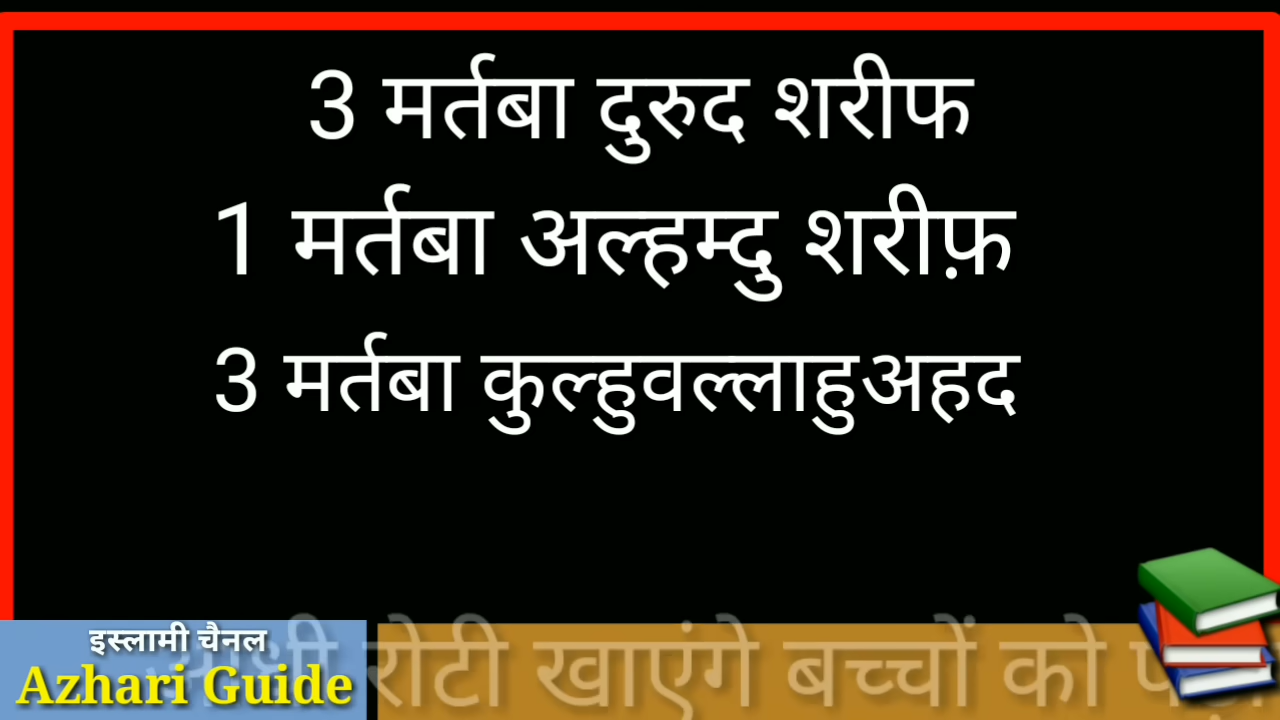 3 मर्तबा दुरुद शरीफ
1 मर्तबा अल्हम्दु शरीफ़
3 मर्तबा कुल्हुवल्लाहुअहद
इस्लामी चैनल
Azhari Guide
रोटी खाएंगे बच्चों को